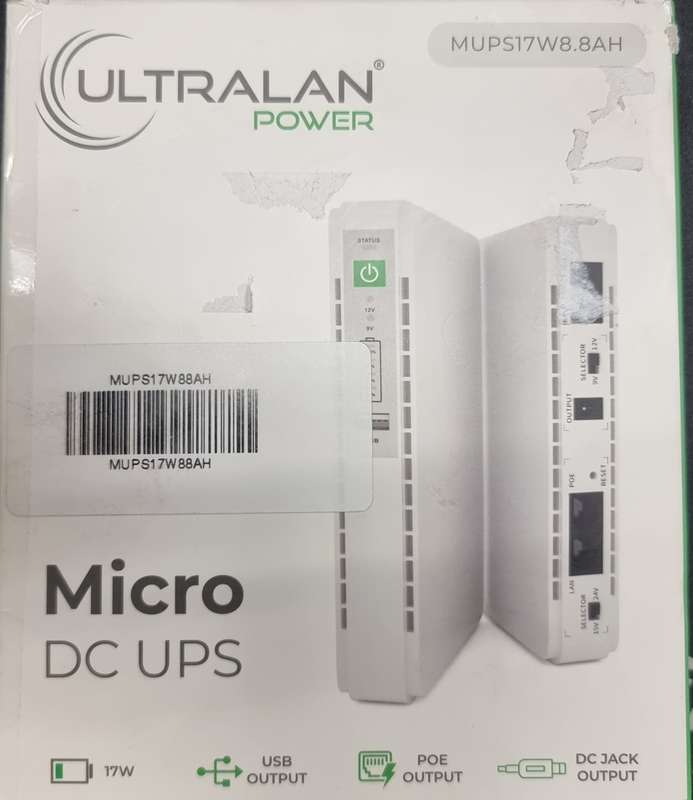 MUPS17W8.8AH
ULTRALAN®
POWER
STATUS
12V
9V
SELECTOR
9V 12V
OUTPUT
POE
RESET
LAN
SELECTOR
15V 24V
MUPS17W88AH
MUPS17W88AH
Micro
DC UPS
17W
USB
OUTPUT
POE
OUTPUT
DC JACK
OUTPUT